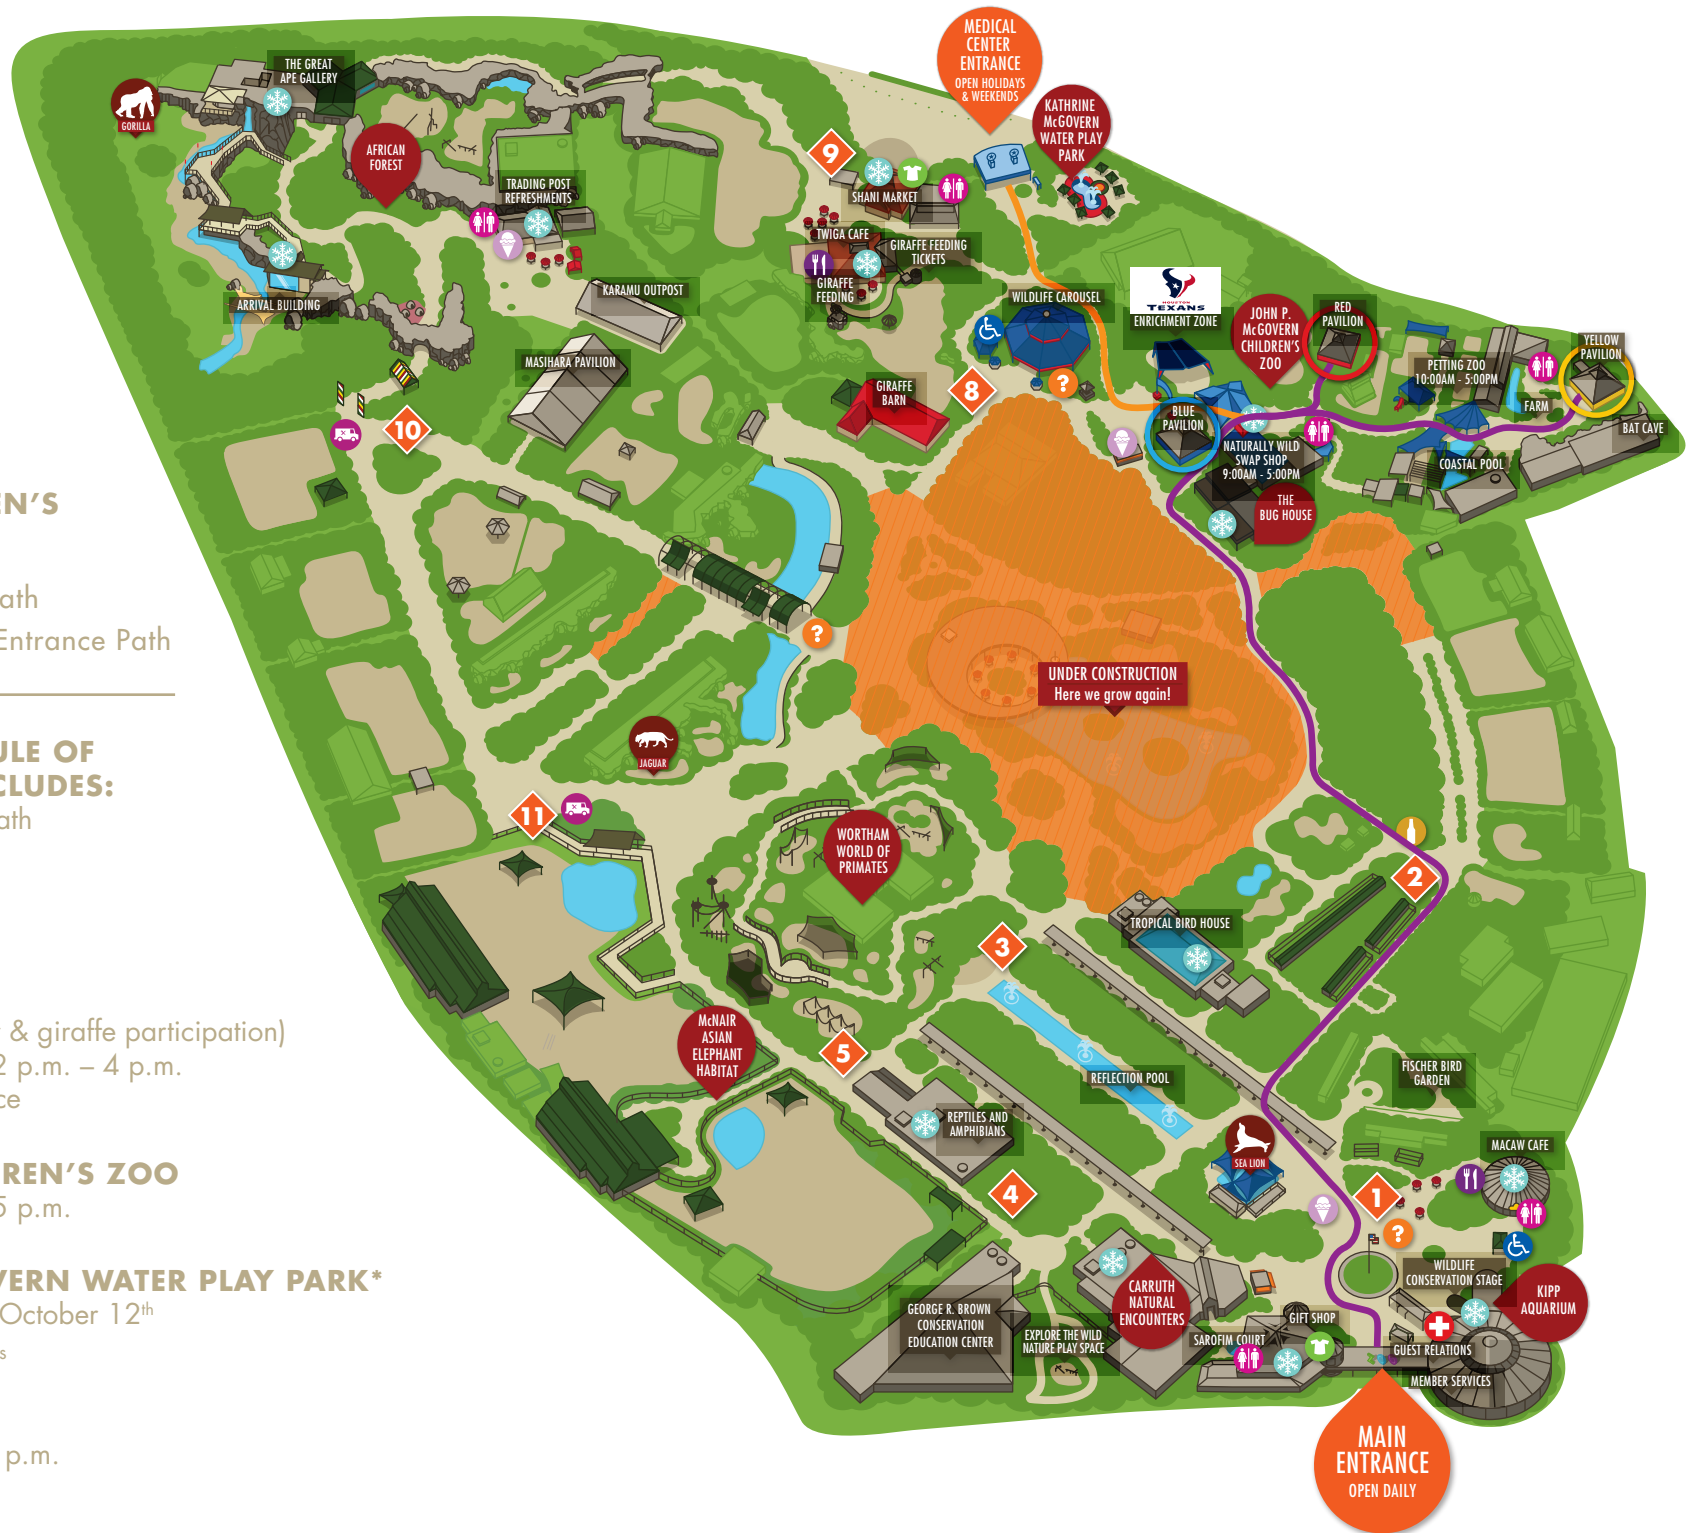 MEDICAL
CENTER
ENTRANCE
OPEN HOLIDAYS
& WEEKENDS
KATHRINE
McGOVERN
WATER PLAY
PARK
THE GREAT
APE GALLERY
GORILLA
AFRICAN
FOREST
TRADING POST
REFRESHMENTS
9
SHANI MARKET
TWIGA CAFE
GIRAFFE FEEDING
TICKETS
GIRAFFE
FEEDING
ARRIVAL BUILDING
KARAMU OUTPOST
WILDLIFE CAROUSEL
HOUSTON
TEXANS
ENRICHMENT ZONE
JOHN P.
McGOVERN
CHILDREN'S
ZOO
RED
PAVILION
YELLOW
PAVILION
PETTING ZOO
10:00AM - 5:00PM
FARM
BAT CAVE
MASIHARA PAVILION
GIRAFFE
BARN
8
?
BLUE
PAVILION
NATURALLY WILD
SWAP SHOP
9:00AM - 5:00PM
COASTAL POOL
THE
BUG HOUSE
10
EN'S
ath
Entrance Path
?
UNDER CONSTRUCTION
Here we grow again!
ULE OF
CLUDES:
ath
JAGUAR
11
WORTHAM
WORLD OF
PRIMATES
2
TROPICAL BIRD HOUSE
3
& giraffe participation)
2 p.m. – 4 p.m.
ce
McNAIR
ASIAN
ELEPHANT
HABITAT
5
REFLECTION POOL
FISCHER BIRD
GARDEN
REPTILES AND
AMPHIBIANS
SEA LION
MACAW CAFE
REN'S ZOO
5 p.m.
4
1
?
VERN WATER PLAY PARK*
October 12th
s
WILDLIFE
CONSERVATION STAGE
KIPP
AQUARIUM
CARRUTH
NATURAL
ENCOUNTERS
GEORGE R. BROWN
CONSERVATION
EDUCATION CENTER
EXPLORE THE WILD
NATURE PLAY SPACE
GIFT SHOP
SAROFIM COURT
GUEST RELATIONS
MEMBER SERVICES
p.m.
MAIN
ENTRANCE
OPEN DAILY